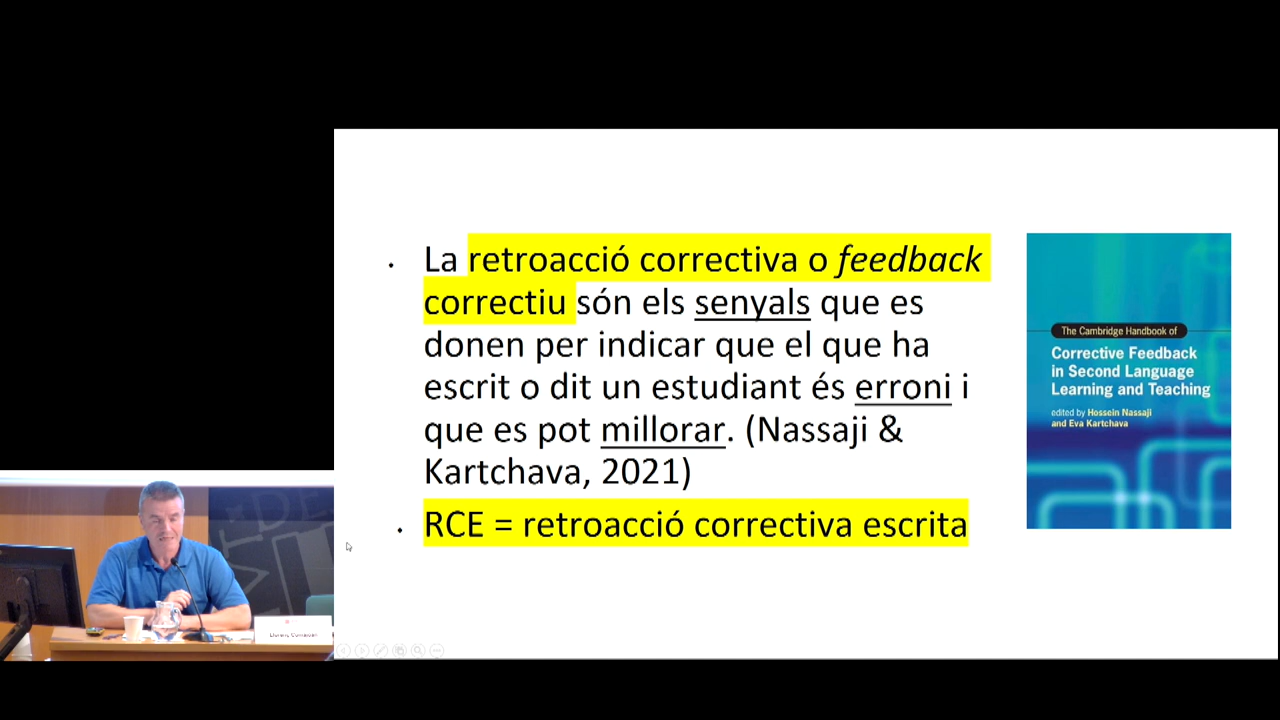 La retroacció correctiva o feedback
correctiu són els senyals que es
donen per indicar que el que ha
escrit o dit un estudiant és erroni i
que es pot millorar. (Nassaji &
Kartchava, 2021)
RCE = retroacció correctiva escrita
The Cambridge Handbook of
Corrective Feedback
in Second Language
Learning and Teaching
edited by Hossein Nassaji
and Eva Kartchava